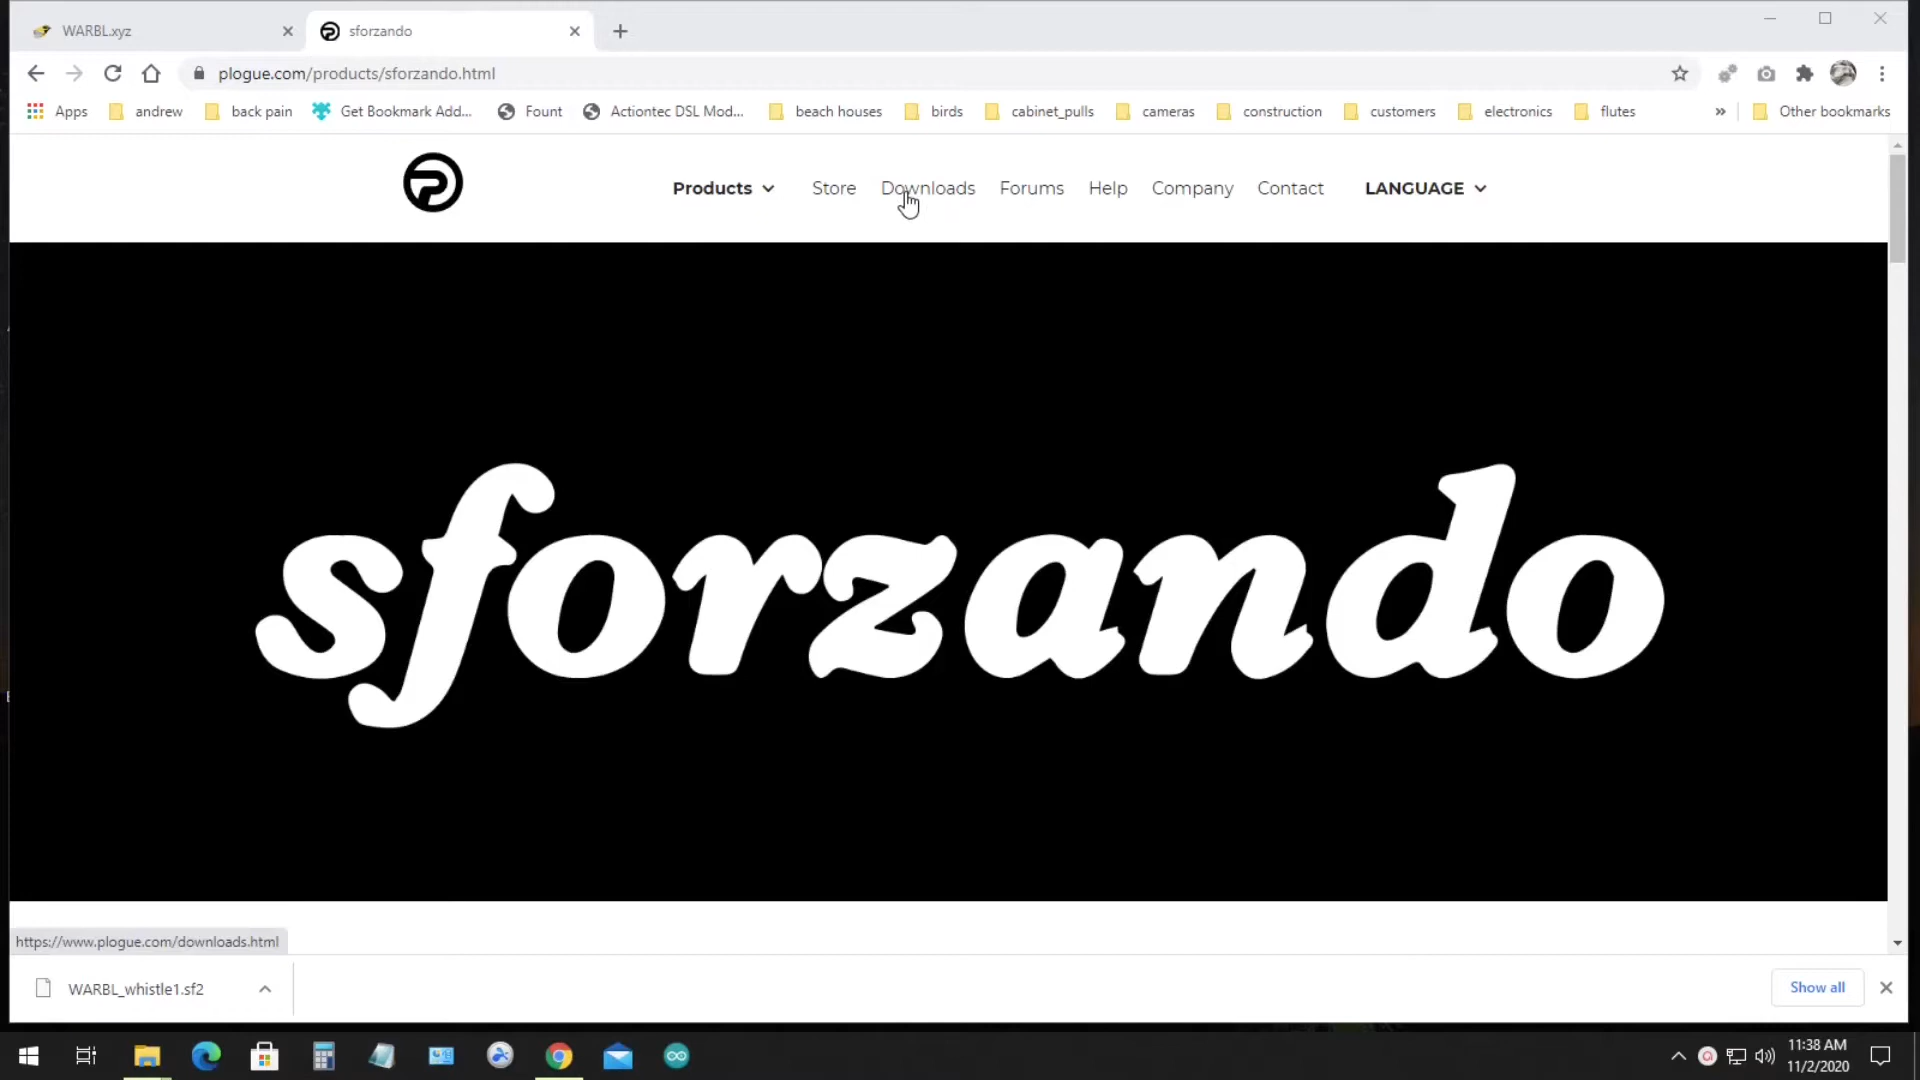 WARBL.xyz
sforzando
plogue.com/products/sforzando.html
Apps
andrew
back pain
Get Bookmark Add...
Fount
Actiontec DSL Mod...
beach houses
birds
cabinet_pulls
cameras
construction
customers
electronics
flutes
»
Other bookmarks
Products
Store
Downloads
Forums
Help
Company
Contact
LANGUAGE
sforzando
https://www.plogue.com/downloads.html
WARBL_whistle1.sf2
Show all
11:38 AM
11/2/2020